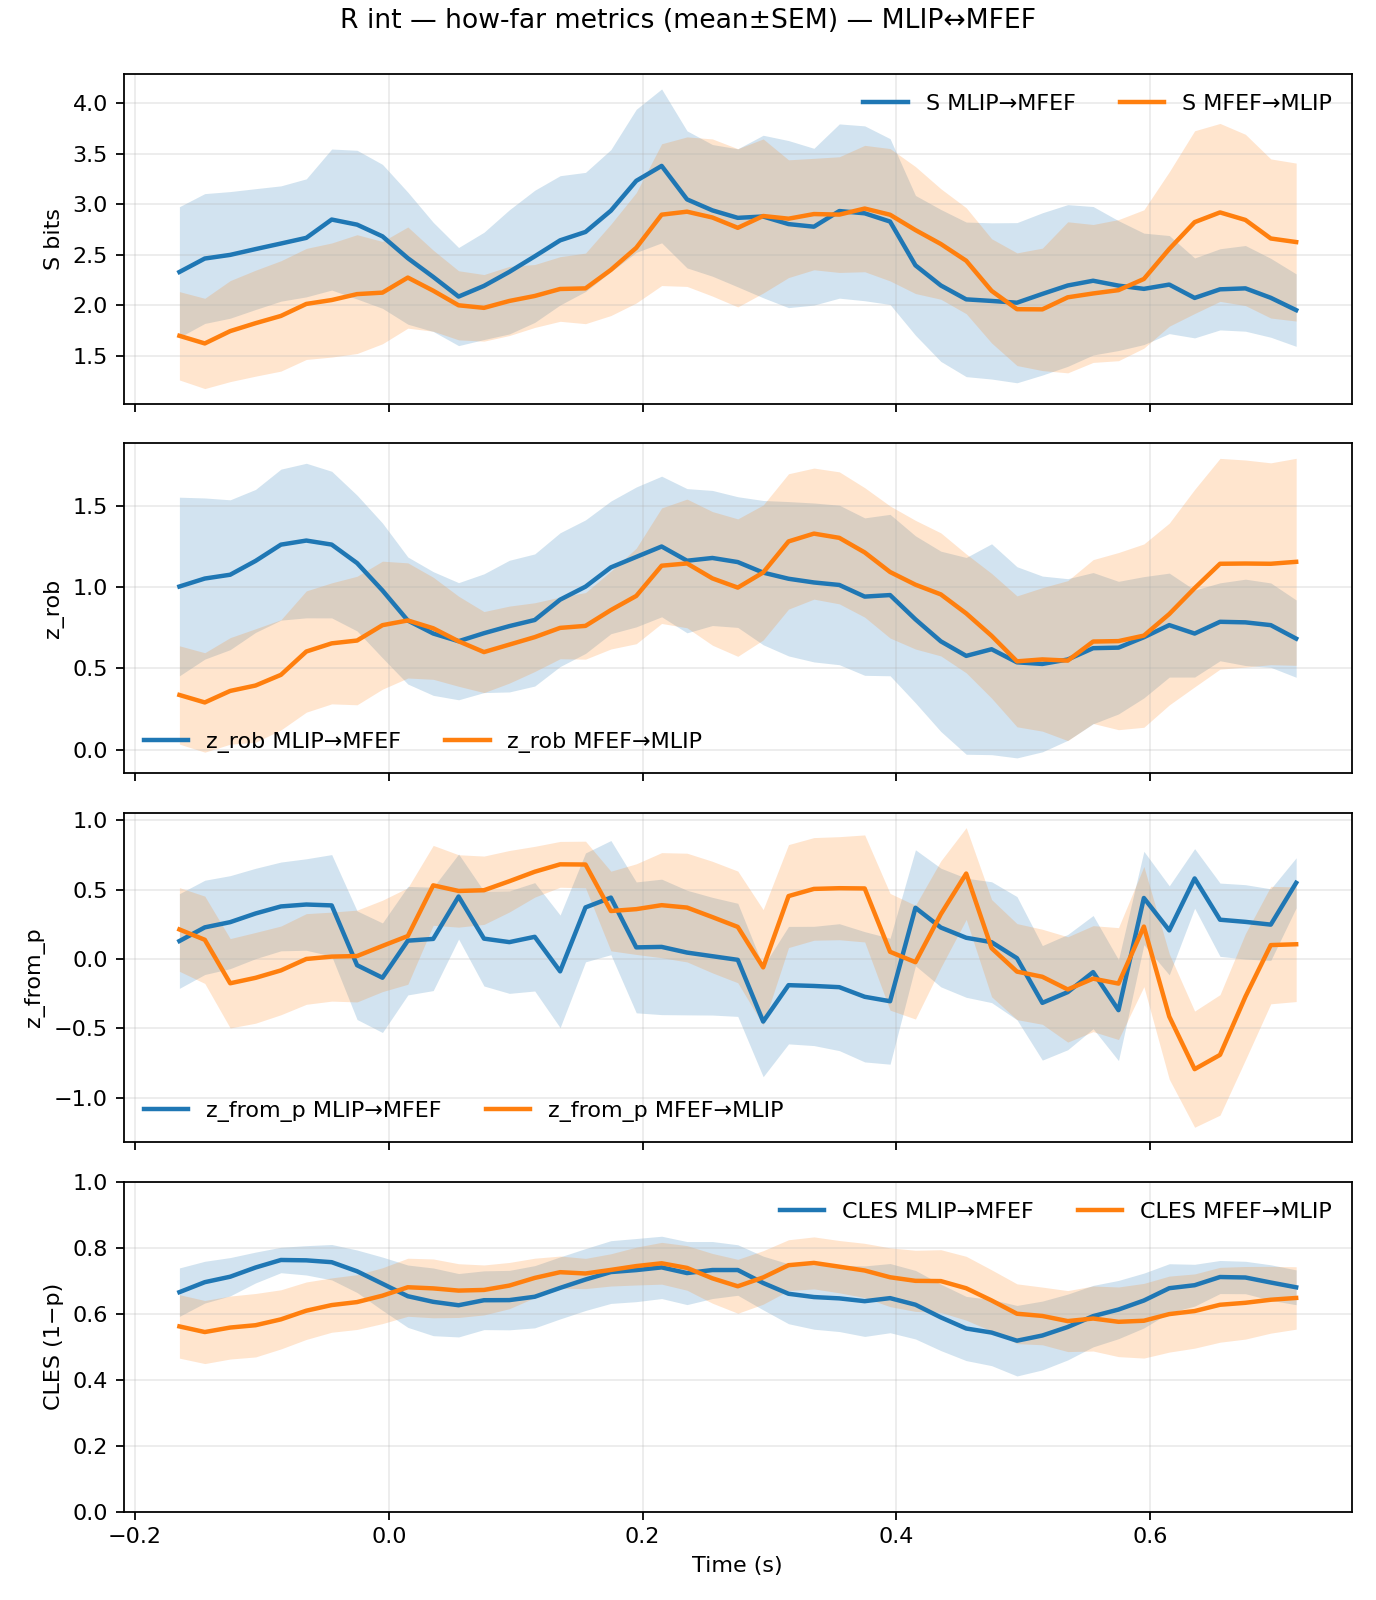 R int — how-far metrics (mean±SEM) — MLIP↔MFEF
S bits
4.0
3.5
3.0
2.5
2.0
1.5
S MLIP→MFEF
S MFEF→MLIP
z_rob
1.5
1.0
0.5
0.0
z_rob MLIP→MFEF
z_rob MFEF→MLIP
z_from_p
1.0
0.5
0.0
−0.5
−1.0
z_from_p MLIP→MFEF
z_from_p MFEF→MLIP
CLES (1−p)
1.0
0.8
0.6
0.4
0.2
0.0
CLES MLIP→MFEF
CLES MFEF→MLIP
−0.2
0.0
0.2
0.4
0.6
Time (s)